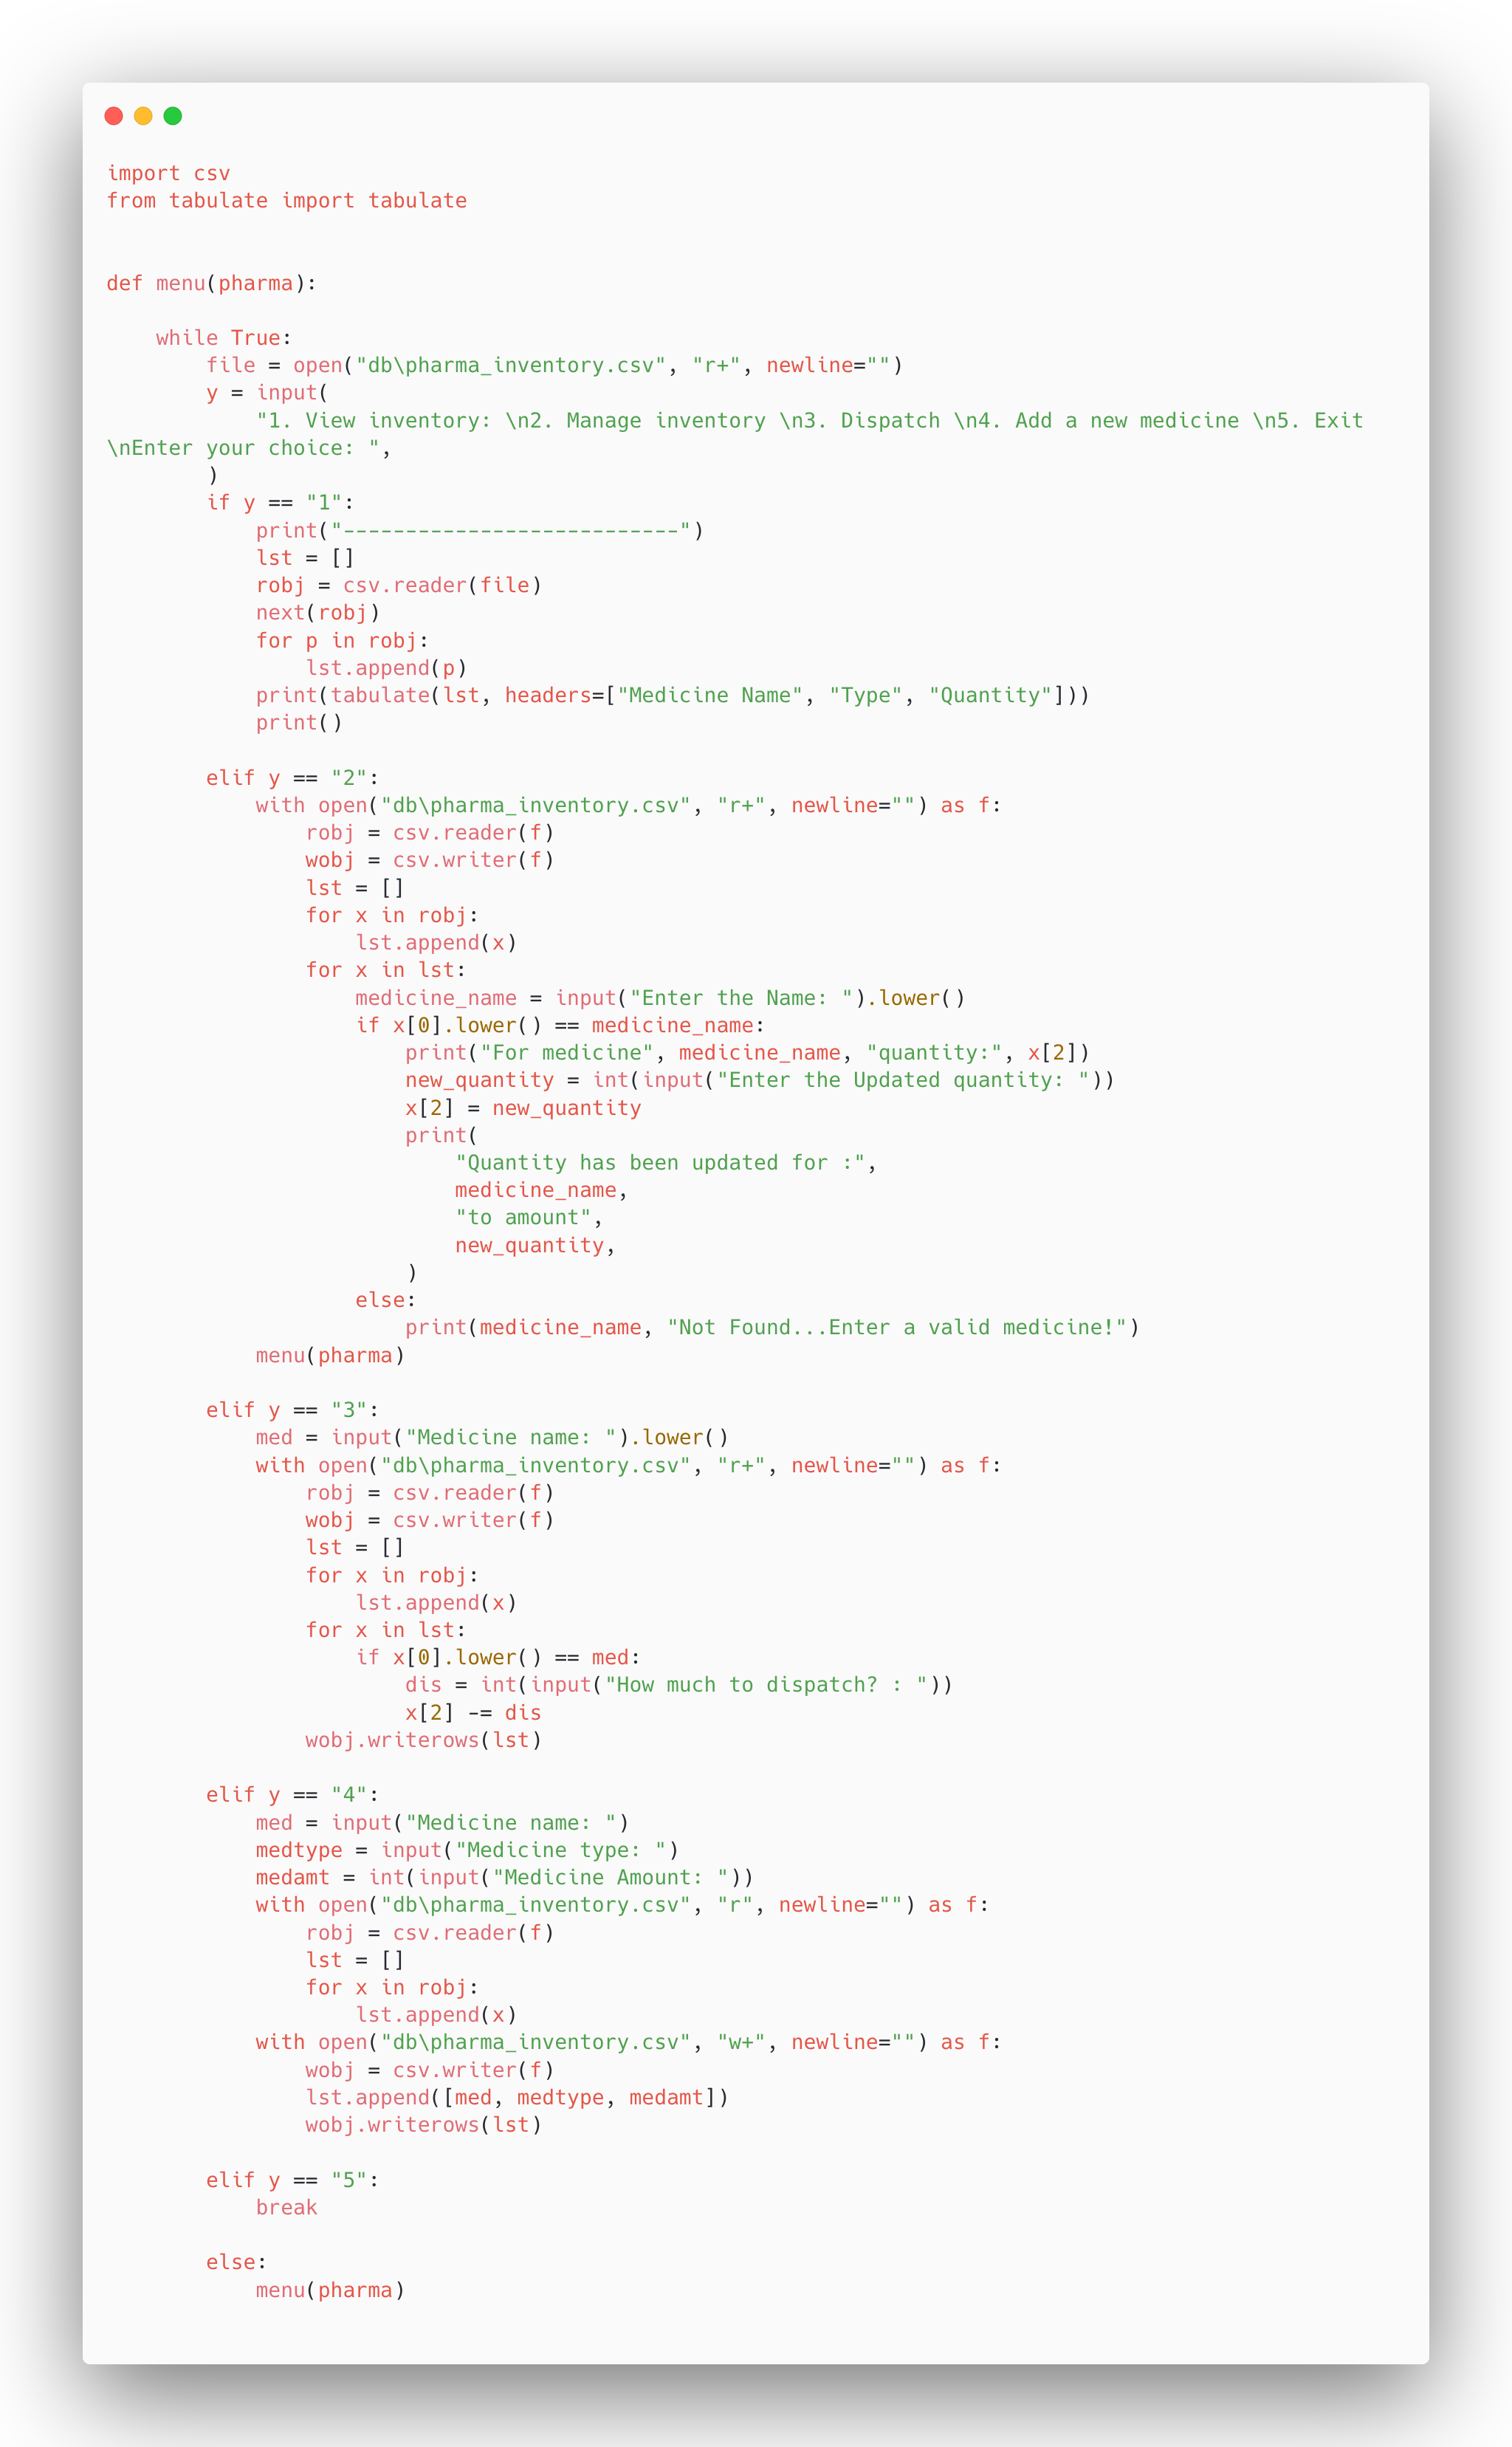 import csv
from tabulate import tabulate


def menu(pharma):

    while True:
        file = open("db\pharma_inventory.csv", "r+", newline="")
        y = input(
            "1. View inventory: \n2. Manage inventory \n3. Dispatch \n4. Add a new medicine \n5. Exit
\nEnter your choice: ",
        )
        if y == "1":
            print("---------------------------")
            lst = []
            robj = csv.reader(file)
            next(robj)
            for p in robj:
                lst.append(p)
            print(tabulate(lst, headers=["Medicine Name", "Type", "Quantity"]))
            print()

        elif y == "2":
            with open("db\pharma_inventory.csv", "r+", newline="") as f:
                robj = csv.reader(f)
                wobj = csv.writer(f)
                lst = []
                for x in robj:
                    lst.append(x)
                for x in lst:
                    medicine_name = input("Enter the Name: ").lower()
                    if x[0].lower() == medicine_name:
                        print("For medicine", medicine_name, "quantity:", x[2])
                        new_quantity = int(input("Enter the Updated quantity: "))
                        x[2] = new_quantity
                        print(
                            "Quantity has been updated for :",
                            medicine_name,
                            "to amount",
                            new_quantity,
                        )
                    else:
                        print(medicine_name, "Not Found...Enter a valid medicine!")
            menu(pharma)

        elif y == "3":
            med = input("Medicine name: ").lower()
            with open("db\pharma_inventory.csv", "r+", newline="") as f:
                robj = csv.reader(f)
                wobj = csv.writer(f)
                lst = []
                for x in robj:
                    lst.append(x)
                for x in lst:
                    if x[0].lower() == med:
                        dis = int(input("How much to dispatch? : "))
                        x[2] -= dis
                wobj.writerows(lst)

        elif y == "4":
            med = input("Medicine name: ")
            medtype = input("Medicine type: ")
            medamt = int(input("Medicine Amount: "))
            with open("db\pharma_inventory.csv", "r", newline="") as f:
                robj = csv.reader(f)
                lst = []
                for x in robj:
                    lst.append(x)
            with open("db\pharma_inventory.csv", "w+", newline="") as f:
                wobj = csv.writer(f)
                lst.append([med, medtype, medamt])
                wobj.writerows(lst)

        elif y == "5":
            break

        else:
            menu(pharma)